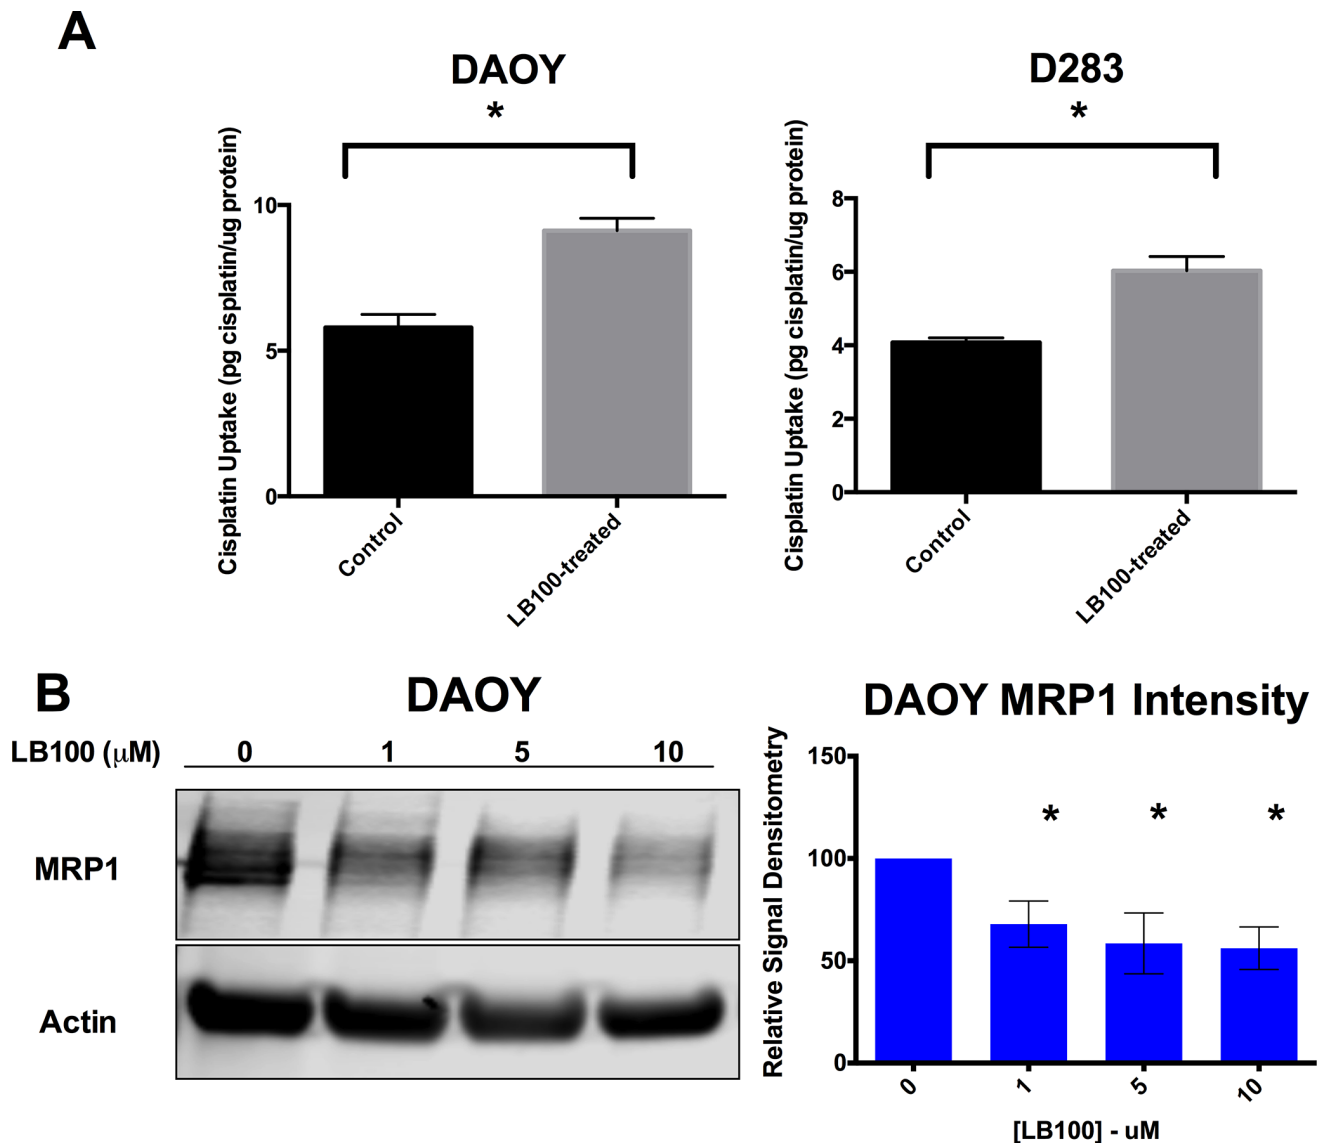 A
DAOY
*
Cisplatin Uptake (pg cisplatin/ug protein)
10
5
0
Control
LB100-treated
D283
*
Cisplatin Uptake (pg cisplatin/ug protein)
8
6
4
2
0
Control
LB100-treated
B
DAOY
LB100 (μM) 0 1 5 10
MRP1
Actin
DAOY MRP1 Intensity
Relative Signal Densitometry
150
100
50
0
* * *
0 1 5 10
[LB100] - uM